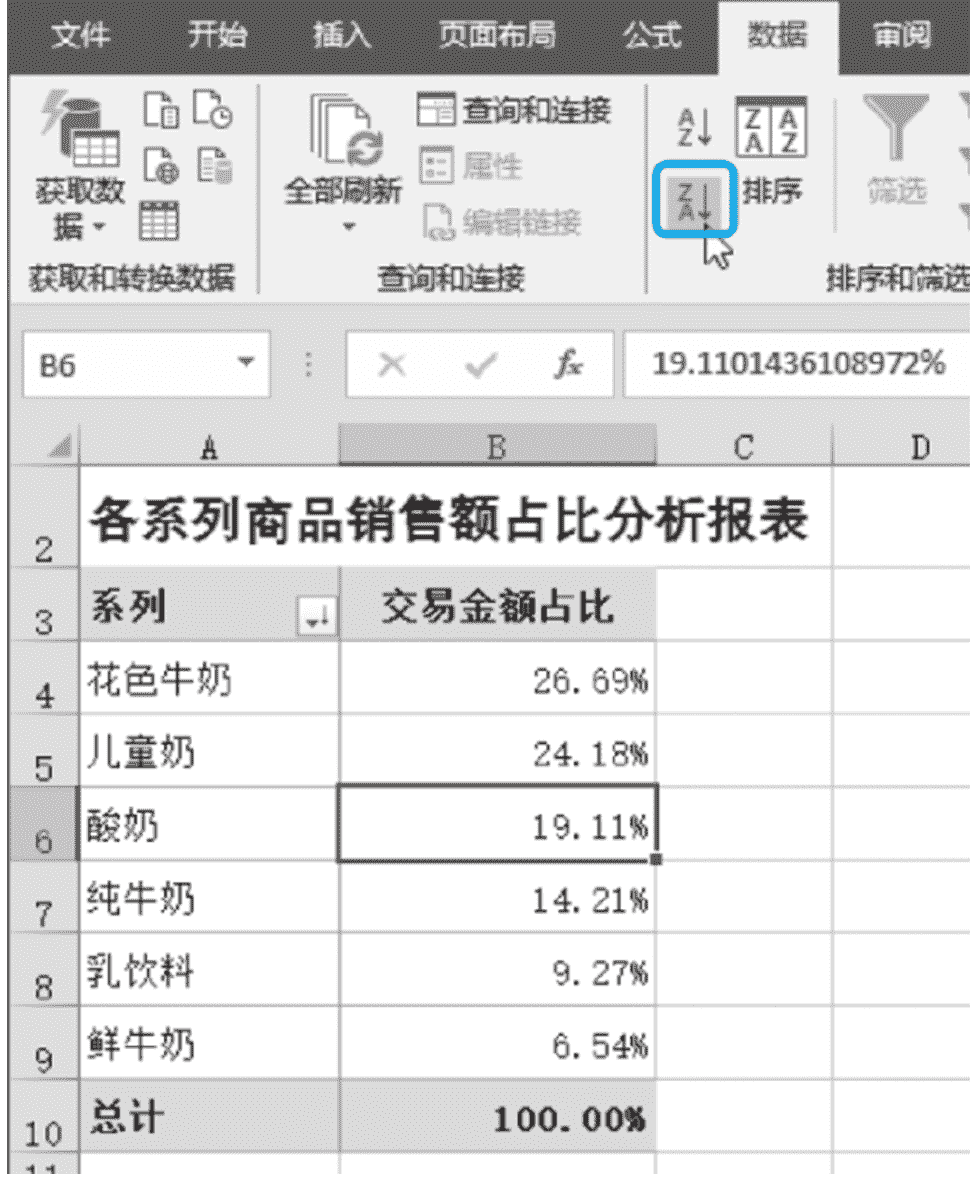 文件 开始 插入 页面布局 公式 数据 审阅
查询和连接
获取数据 全部刷新 属性 排序 筛选
编辑链接
获取和转换数据 查询和连接 排序和筛选
B6 fx 19.1101436108972%
A B C D
2 各系列商品销售额占比分析报表
3 系列 交易金额占比
4 花色牛奶 26.69%
5 儿童奶 24.18%
6 酸奶 19.11%
7 纯牛奶 14.21%
8 乳饮料 9.27%
9 鲜牛奶 6.54%
10 总计 100.00%